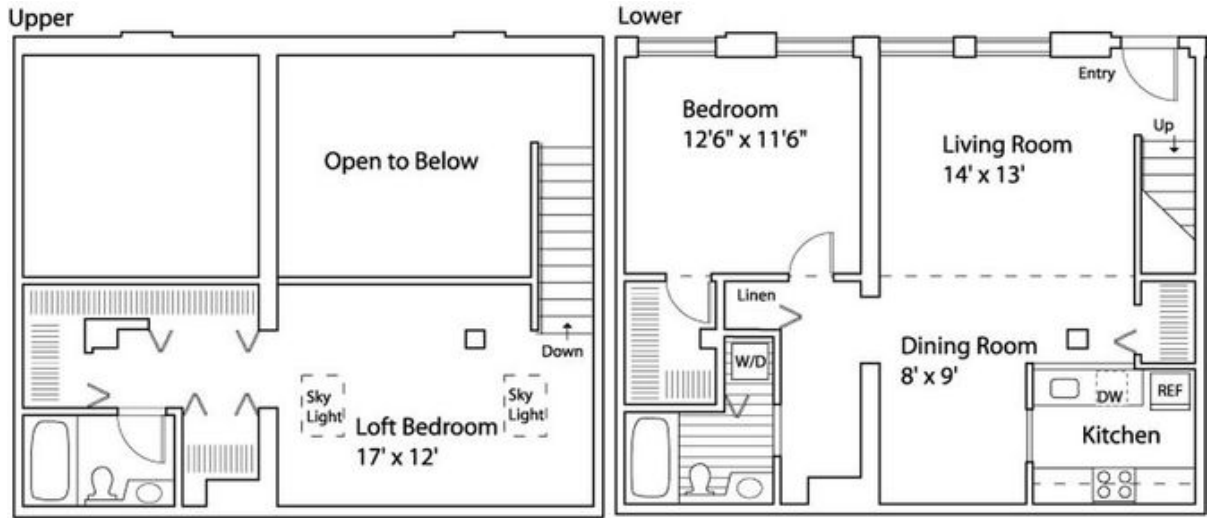 Upper
Open to Below
Down
Sky
Light
Sky
Light
Loft Bedroom
17' x 12'
Lower
Entry
Bedroom
12'6" x 11'6"
Up
Living Room
14' x 13'
Linen
W/D
Dining Room
8' x 9'
DW
REF
Kitchen